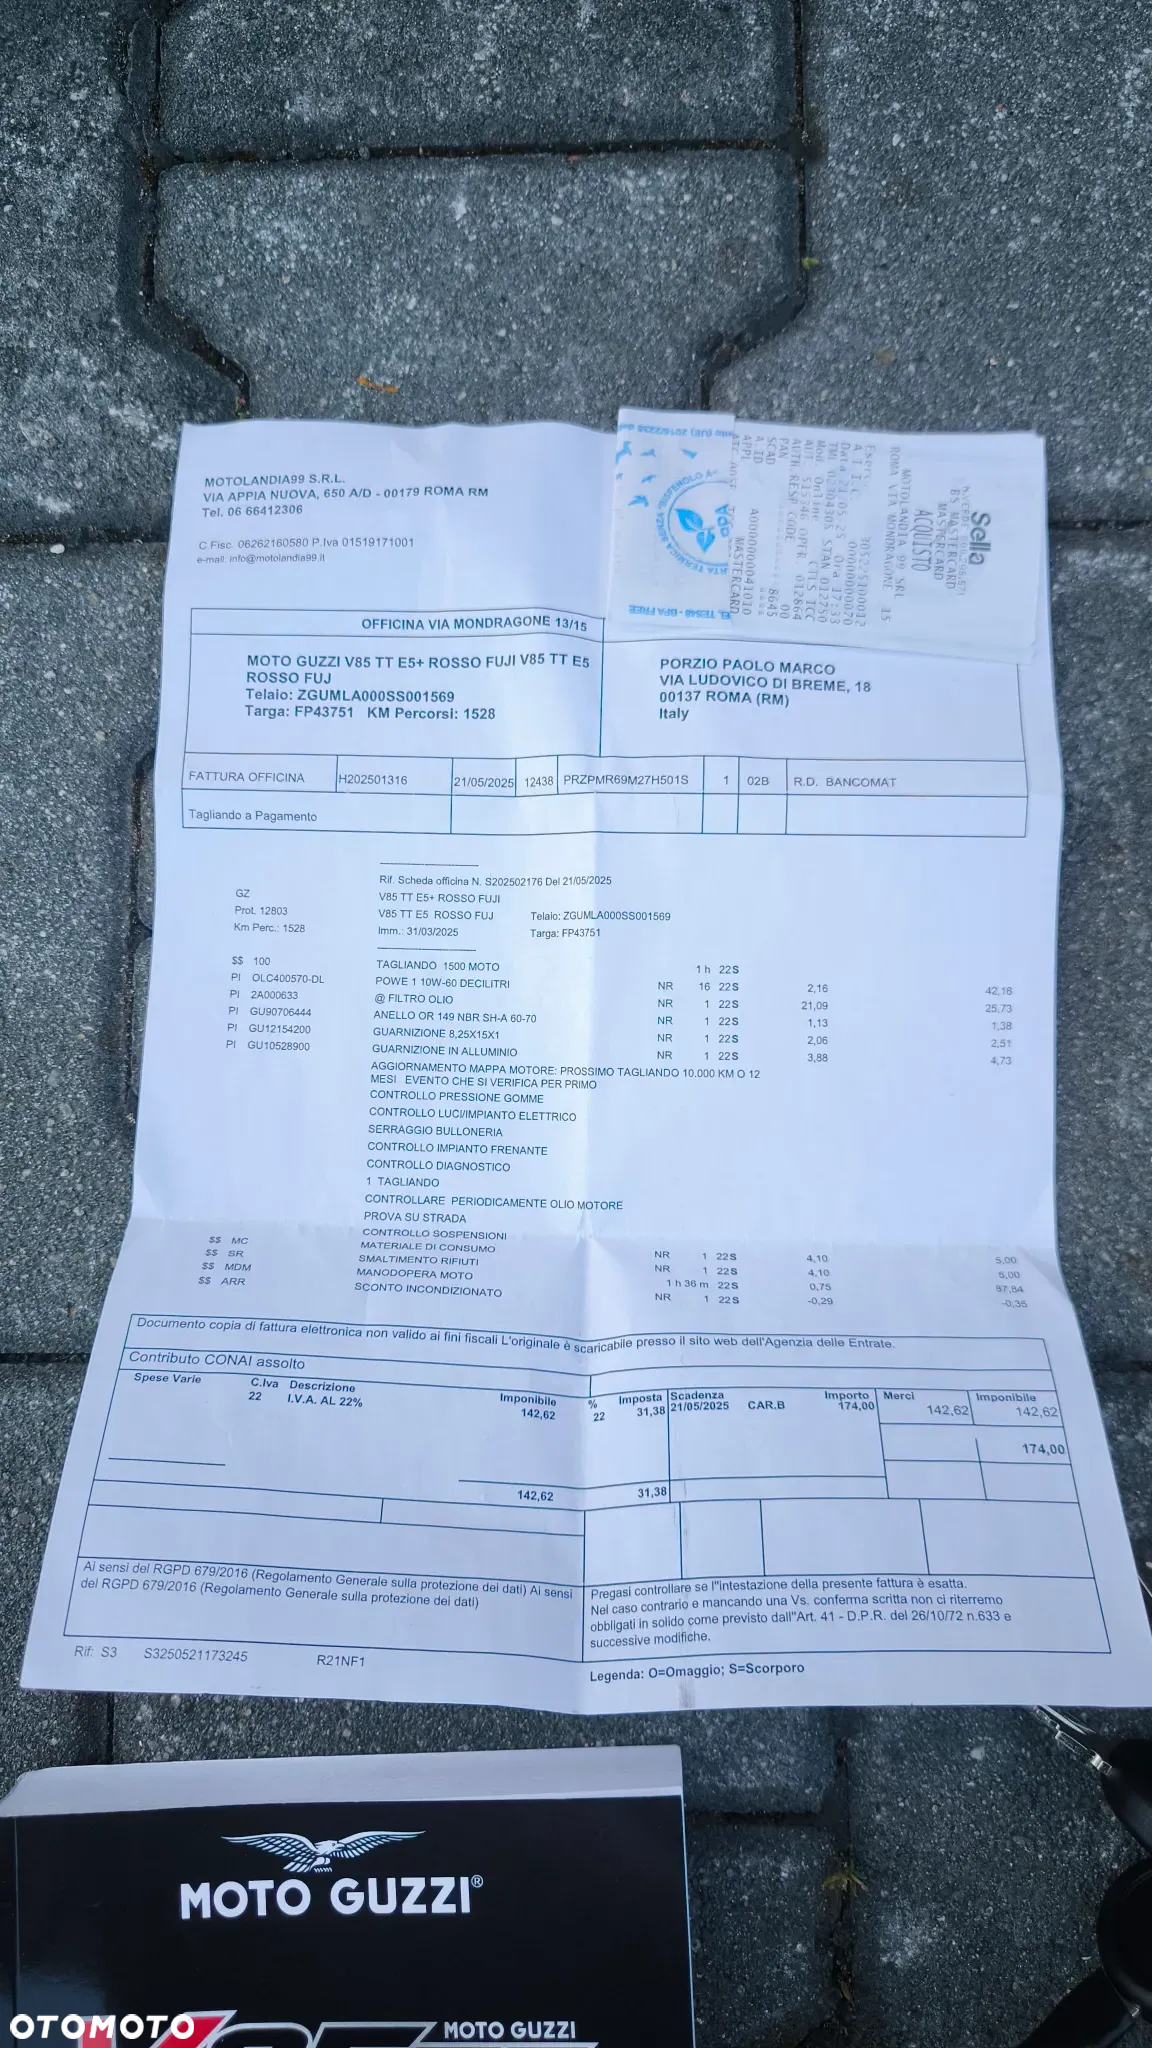 MOTOLANDIA99 S.R.L.
VIA APPIA NUOVA, 650 A/D - 00179 ROMA RM
Tel. 06 66412306
C.Fisc. 06262160580 P.Iva 01519171001
e-mail: info@motolandia99.it
Sella
BS MASTERCARD
MASTERCARD
ACQUISTO
MOTOLANDIA 99 SRL
ROMA VIA MONDRAGONE 15
OFFICINA VIA MONDRAGONE 13/15
MOTO GUZZI V85 TT E5+ ROSSO FUJI V85 TT E5
ROSSO FUJ
Telaio: ZGUMLA000SS001569
Targa: FP43751 KM Percorsi: 1528
PORZIO PAOLO MARCO
VIA LUDOVICO DI BREME, 18
00137 ROMA (RM)
Italy
FATTURA OFFICINA H202501316 21/05/2025 12438 PRZPMR69M27H501S 1 02B R.D. BANCOMAT
Tagliando a Pagamento
Rif. Scheda officina N. S202502176 Del 21/05/2025
GZ V85 TT E5+ ROSSO FUJI
Prot. 12803 V85 TT E5 ROSSO FUJ Telaio: ZGUMLA000SS001569
Km Perc.: 1528 Imm.: 31/03/2025 Targa: FP43751
$$ 100 TAGLIANDO 1500 MOTO 1 h 22S
PI OLC400570-DL POWE 1 10W-60 DECILITRI NR 16 22S 2,16 42,16
PI 2A000633 @ FILTRO OLIO NR 1 22S 21,09 25,73
PI GU90706444 ANELLO OR 149 NBR SH-A 60-70 NR 1 22S 1,13 1,38
PI GU12154200 GUARNIZIONE 8,25X15X1 NR 1 22S 2,06 2,51
PI GU10528900 GUARNIZIONE IN ALLUMINIO NR 1 22S 3,88 4,73
AGGIORNAMENTO MAPPA MOTORE: PROSSIMO TAGLIANDO 10.000 KM O 12
MESI EVENTO CHE SI VERIFICA PER PRIMO
CONTROLLO PRESSIONE GOMME
CONTROLLO LUCI/IMPIANTO ELETTRICO
SERRAGGIO BULLONERIA
CONTROLLO IMPIANTO FRENANTE
CONTROLLO DIAGNOSTICO
1 TAGLIANDO
CONTROLLARE PERIODICAMENTE OLIO MOTORE
PROVA SU STRADA
CONTROLLO SOSPENSIONI
$$ MC MATERIALE DI CONSUMO NR 1 22S 4,10 5,00
$$ SR SMALTIMENTO RIFIUTI NR 1 22S 4,10 5,00
$$ MDM MANODOPERA MOTO 1 h 36 m 22S 0,75 87,84
$$ ARR SCONTO INCONDIZIONATO NR 1 22S -0,29 -0,35
Documento copia di fattura elettronica non valido ai fini fiscali L'originale è scaricabile presso il sito web dell'Agenzia delle Entrate.
Contributo CONAI assolto
Spese Varie C.Iva Descrizione Imponibile % Imposta Scadenza Importo Merci Imponibile
22 I.V.A. AL 22% 142,62 22 31,38 21/05/2025 CAR.B 174,00 142,62 142,62
174,00
142,62 31,38
Ai sensi del RGPD 679/2016 (Regolamento Generale sulla protezione dei dati) Ai sensi
del RGPD 679/2016 (Regolamento Generale sulla protezione dei dati)
Pregasi controllare se l"intestazione della presente fattura è esatta.
Nel caso contrario e mancando una Vs. conferma scritta non ci riterremo
obbligati in solido come previsto dall"Art. 41 - D.P.R. del 26/10/72 n.633 e
successive modifiche.
Rif: S3 S3250521173245 R21NF1
Legenda: O=Omaggio; S=Scorporo
MOTO GUZZI®
MOTO GUZZI
OTOMOTO